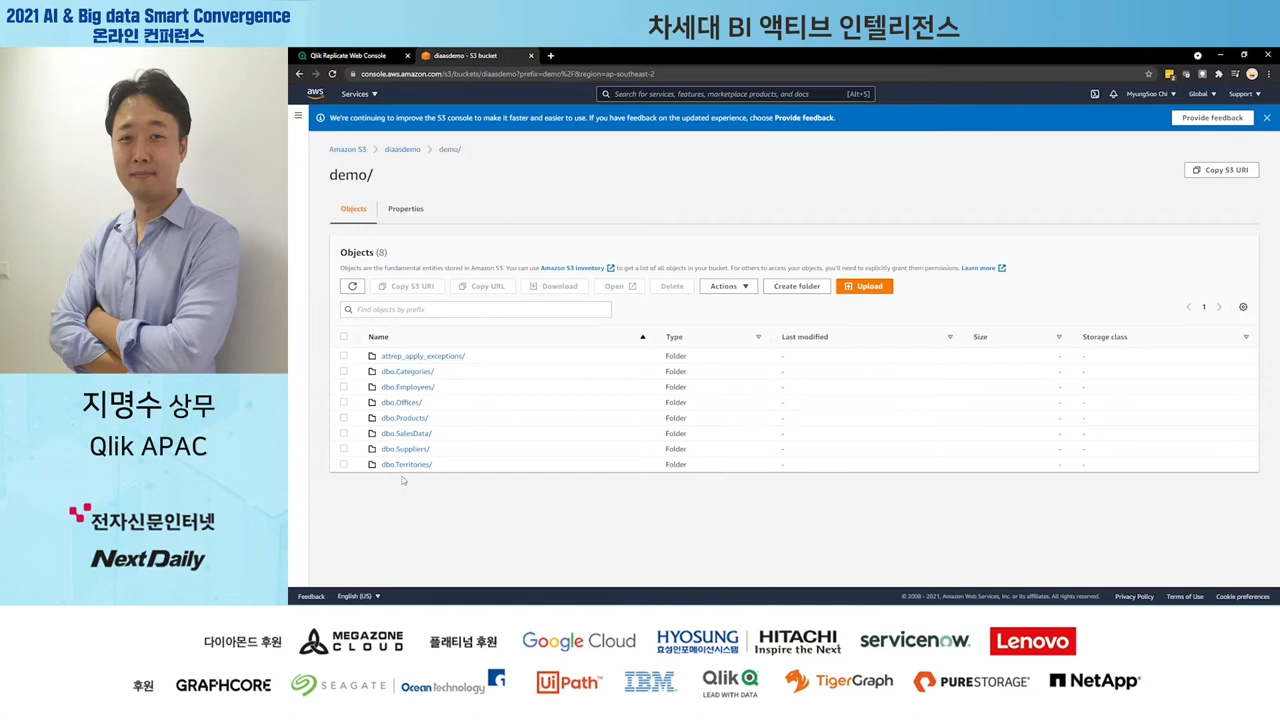 2021 AI & Big data Smart Convergence
온라인 컨퍼런스
차세대 BI 액티브 인텔리전스
Qlik Replicate Web Console
diaasdemo - S3 bucket
console.aws.amazon.com/s3/buckets/diaasdemo?prefix=demo%2F&region=ap-southeast-2
aws
Services
Search for services, features, marketplace products, and docs
[Alt+S]
MyungSoo Chi
Global
Support
We're continuing to improve the S3 console to make it faster and easier to use. If you have feedback on the updated experience, choose Provide feedback.
Provide feedback
Amazon S3 > diaasdemo > demo/
demo/
Copy S3 URI
Objects
Properties
Objects (8)
Objects are the fundamental entities stored in Amazon S3. You can use Amazon S3 inventory to get a list of all objects in your bucket. For others to access your objects, you'll need to explicitly grant them permissions. Learn more
Copy S3 URI
Copy URL
Download
Open
Delete
Actions
Create folder
Upload
Find objects by prefix
1
Name Type Last modified Size Storage class
attrep_apply_exceptions/ Folder - - -
dbo.Categories/ Folder - - -
dbo.Employees/ Folder - - -
dbo.Offices/ Folder - - -
dbo.Products/ Folder - - -
dbo.SalesData/ Folder - - -
dbo.Suppliers/ Folder - - -
dbo.Territories/ Folder - - -
Feedback
English (US)
© 2008 - 2021, Amazon Web Services, Inc. or its affiliates. All rights reserved.
Privacy Policy
Terms of Use
Cookie preferences
지명수 상무
Qlik APAC
전자신문인터넷
NextDaily
다이아몬드 후원
MEGAZONE
CLOUD
플래티넘 후원
Google Cloud
HYOSUNG
효성인포메이션시스템
HITACHI
Inspire the Next
servicenow
Lenovo
후원
GRAPHCORE
SEAGATE
Ocean technology
UiPath
IBM
Qlik
LEAD WITH DATA
TigerGraph
PURESTORAGE
NetApp